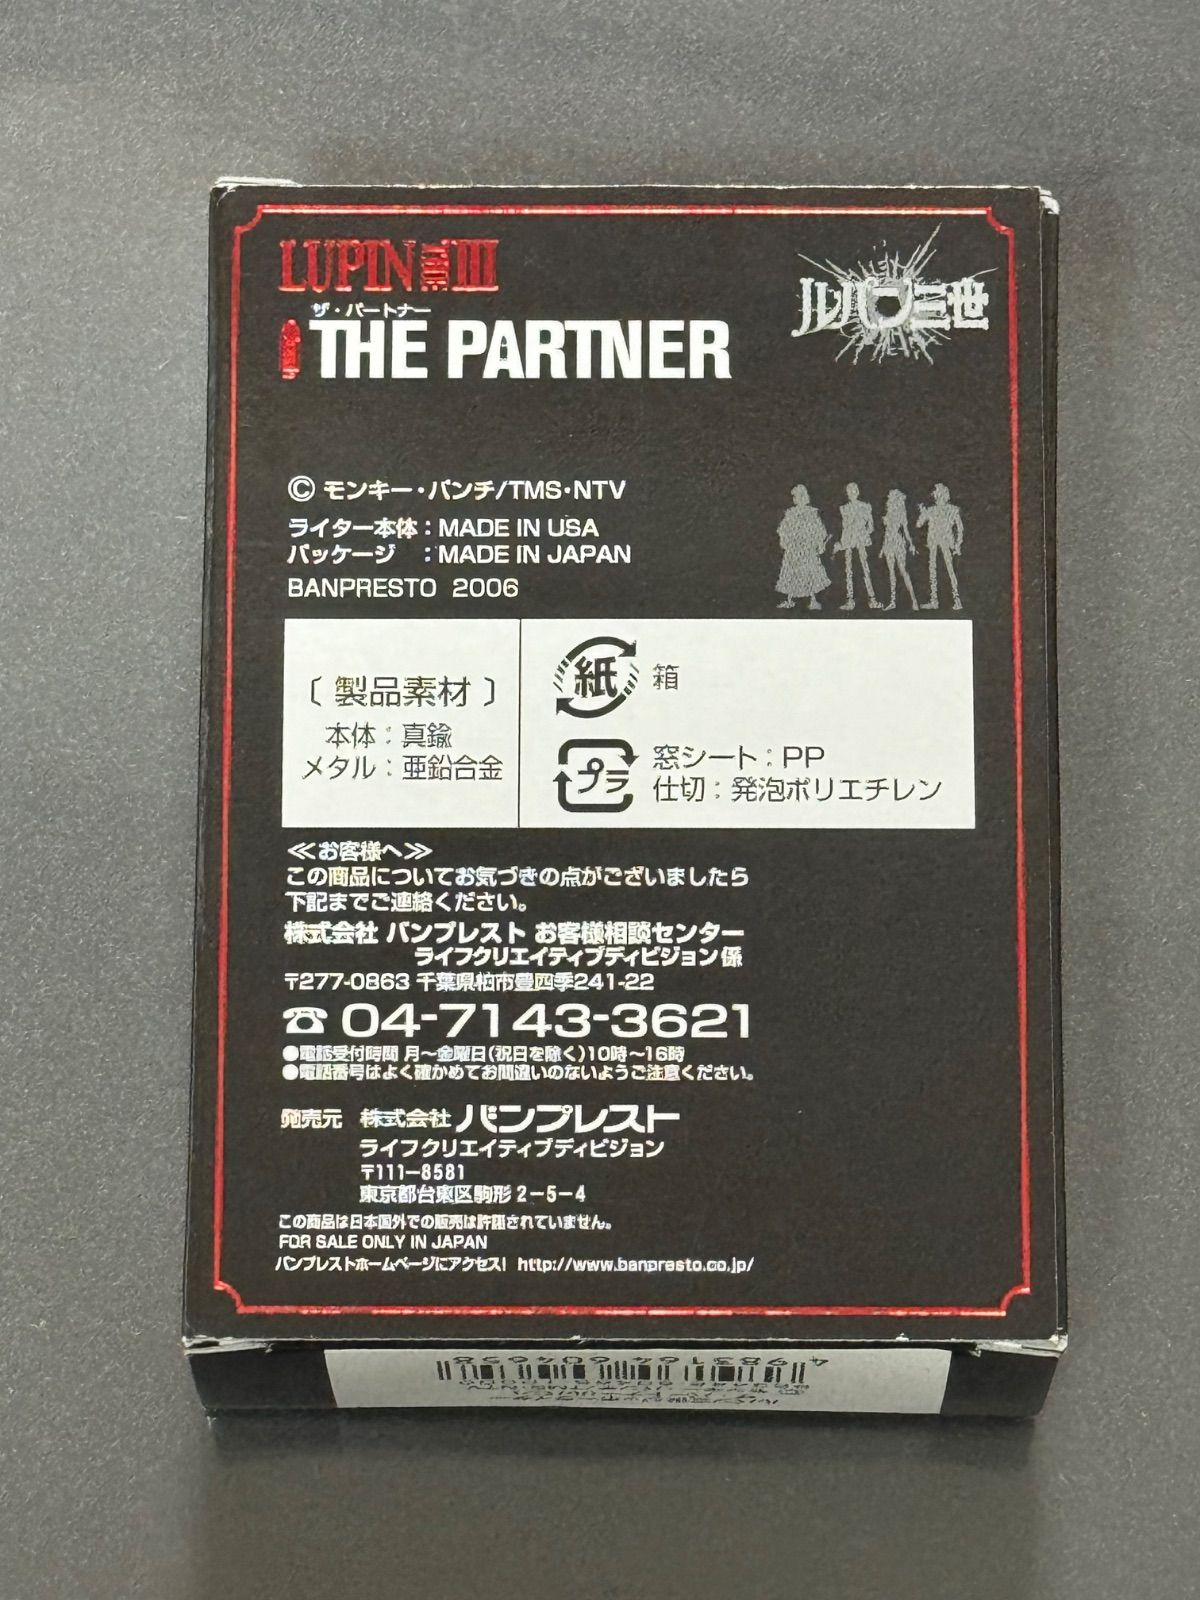 LUPIN THE III
ザ・パートナー
THE PARTNER
ルパン三世
© モンキー・パンチ/TMS・NTV
ライター本体：MADE IN USA
パッケージ ：MADE IN JAPAN
BANPRESTO 2006
〔 製品素材 〕
本体：真鍮
メタル：亜鉛合金
紙 箱
プラ
窓シート：PP
仕切：発泡ポリエチレン
≪お客様へ≫
この商品についてお気づきの点がございましたら
下記までご連絡ください。
株式会社 バンプレスト お客様相談センター
ライフクリエイティブディビジョン係
〒277-0863 千葉県柏市豊四季241-22
☎ 04-7143-3621
●電話受付時間 月～金曜日(祝日を除く)10時～16時
●電話番号はよく確かめてお間違いのないようご注意ください。
発売元 株式会社バンプレスト
ライフクリエイティブディビジョン
〒111-8581
東京都台東区駒形2-5-4
この商品は日本国外での販売は許諾されていません。
FOR SALE ONLY IN JAPAN
バンプレストホームページにアクセス! http://www.banpresto.co.jp/
4983164604658